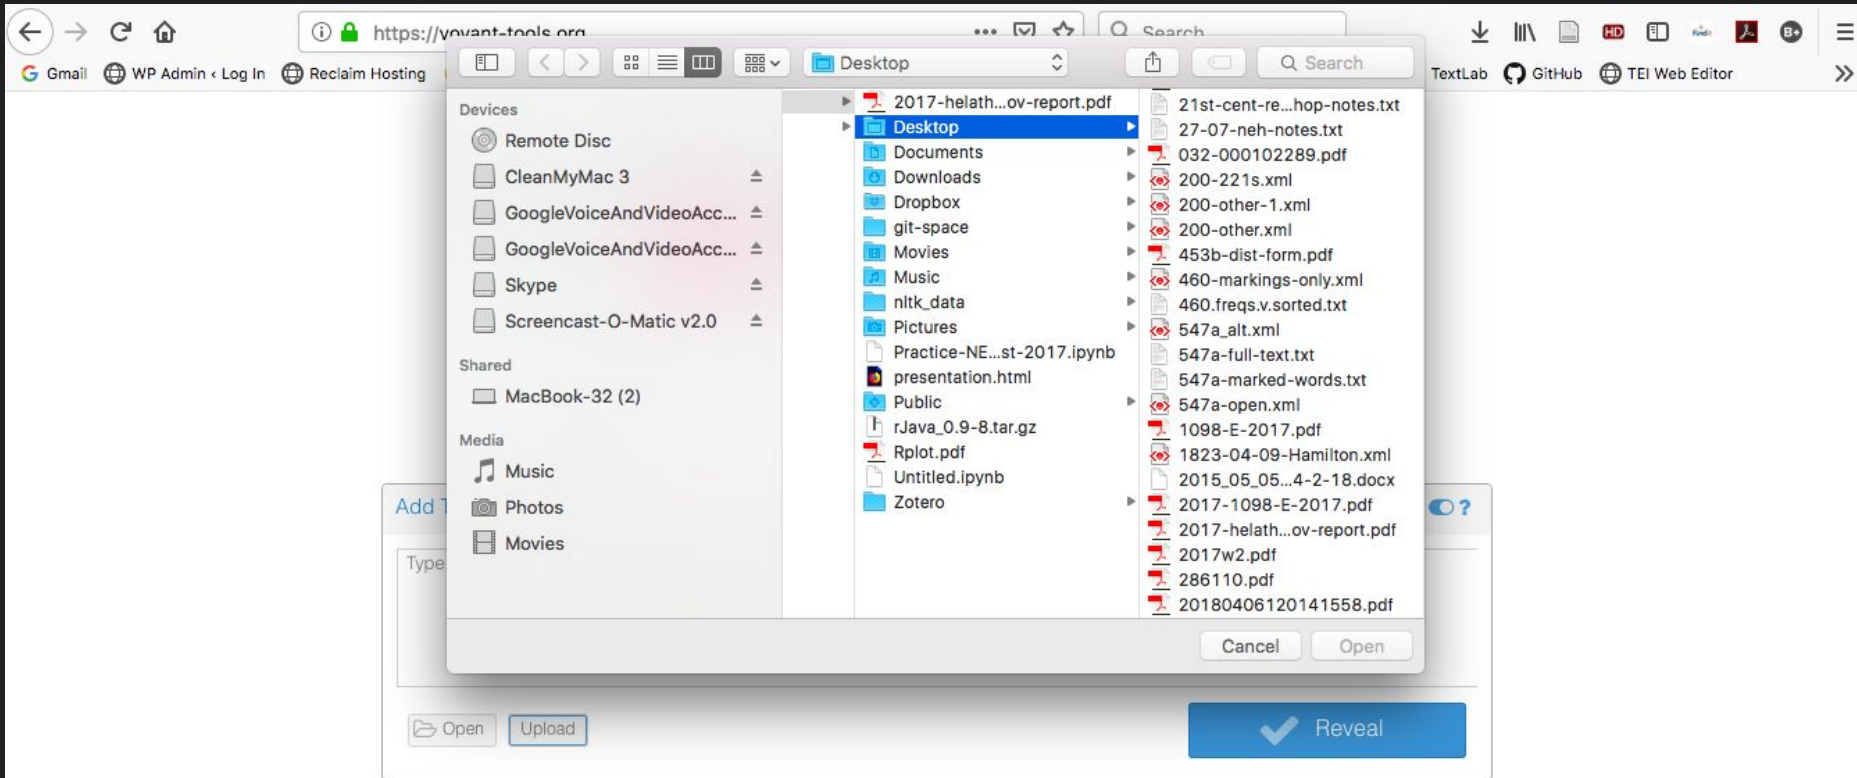 https://voyant-tools.org
Search
HD
B+
Gmail
WP Admin ‹ Log In
Reclaim Hosting
TextLab
GitHub
TEI Web Editor
Desktop
Search
Devices
Remote Disc
CleanMyMac 3
GoogleVoiceAndVideoAcc...
GoogleVoiceAndVideoAcc...
Skype
Screencast-O-Matic v2.0
Shared
MacBook-32 (2)
Media
Music
Photos
Movies
2017-helath...ov-report.pdf
Desktop
Documents
Downloads
Dropbox
git-space
Movies
Music
nltk_data
Pictures
Practice-NE...st-2017.ipynb
presentation.html
Public
rJava_0.9-8.tar.gz
Rplot.pdf
Untitled.ipynb
Zotero
21st-cent-re...hop-notes.txt
27-07-neh-notes.txt
032-000102289.pdf
200-221s.xml
200-other-1.xml
200-other.xml
453b-dist-form.pdf
460-markings-only.xml
460.freqs.v.sorted.txt
547a_alt.xml
547a-full-text.txt
547a-marked-words.txt
547a-open.xml
1098-E-2017.pdf
1823-04-09-Hamilton.xml
2015_05_05...4-2-18.docx
2017-1098-E-2017.pdf
2017-helath...ov-report.pdf
2017w2.pdf
286110.pdf
20180406120141558.pdf
Cancel
Open
Add
?
Type
Open
Upload
Reveal